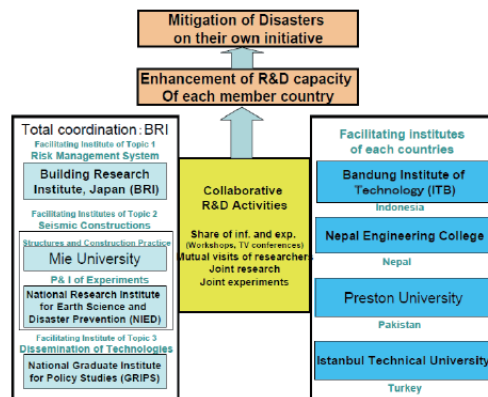 Mitigation of Disasters
on their own initiative
Enhancement of R&D capacity
Of each member country
Total coordination:BRI
Facilitating Institute of Topic 1
Risk Management System
Building Research
Institute, Japan (BRI)
Facilitating Institutes of Topic 2
Seismic Constructions
Structures and Construction Practice
Mie University
P& I of Experiments
National Research Institute
for Earth Science and
Disaster Prevention (NIED)
Facilitating Institute of Topic 3
Dissemination of Technologies
National Graduate Institute
for Policy Studies (GRIPS)
Collaborative
R&D Activities
Share of inf. and exp.
(Workshops, TV conferences)
Mutual visits of researchers
Joint research
Joint experiments
Facilitating institutes
of each countries
Bandung Institute of
Technology (ITB)
Indonesia
Nepal Engineering College
Nepal
Preston University
Pakistan
Istanbul Technical University
Turkey